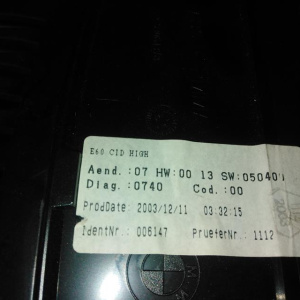 E60 CID HIGH
Aend.:07 HW:00 13 SW:050400
Diag.:0740 Cod.:00
ProdDate: 2003/12/11 03:32:15
IdentNr.: 006147 PrueferNr.: 1112